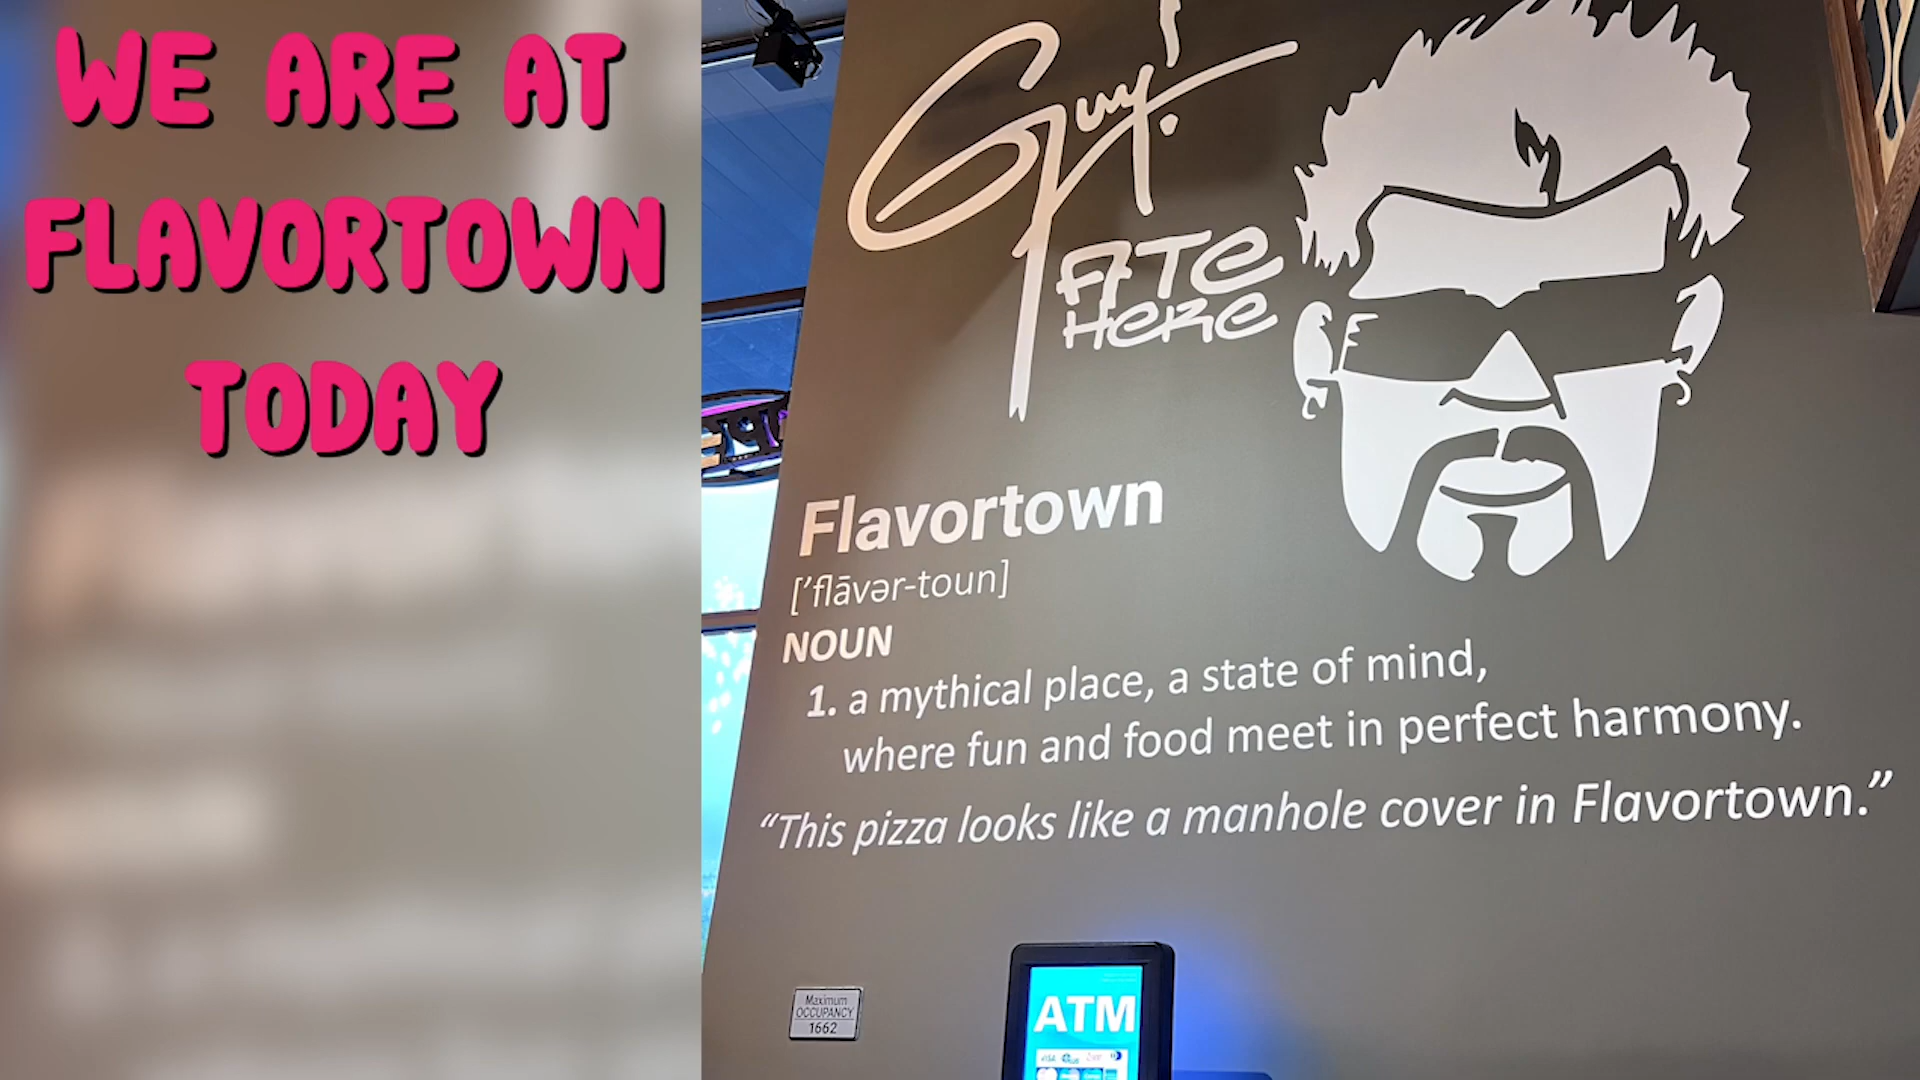 WE ARE AT
FLAVORTOWN
TODAY
Guy!
ATE
HERE
Flavortown
[’flāvər-toun]
NOUN
1. a mythical place, a state of mind,
where fun and food meet in perfect harmony.
“This pizza looks like a manhole cover in Flavortown.”
Maximum
OCCUPANCY
1662
ATM
VISA